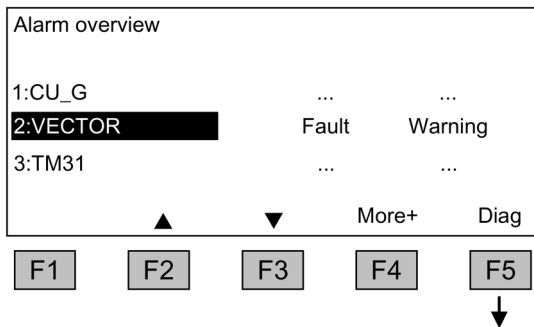 Alarm overview
1:CU_G ... ...
2:VECTOR Fault Warning
3:TM31 ... ...
▲ ▼ More+ Diag
F1 F2 F3 F4 F5